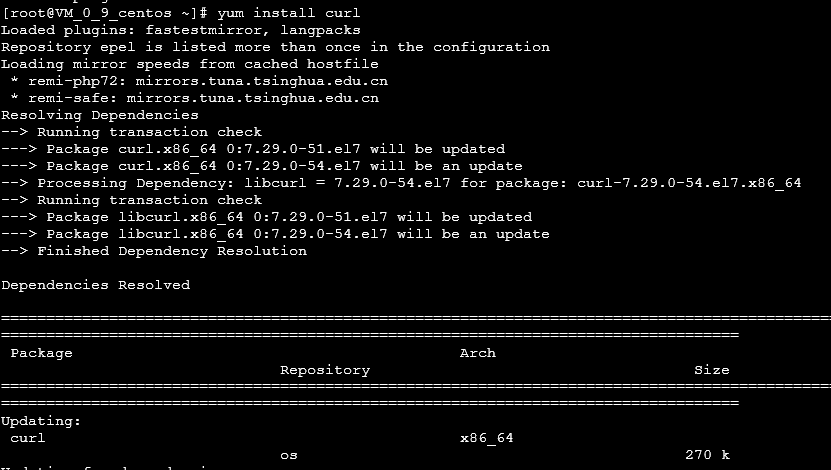 [root@VM_0_9_centos ~]# yum install curl
Loaded plugins: fastestmirror, langpacks
Repository epel is listed more than once in the configuration
Loading mirror speeds from cached hostfile
 * remi-php72: mirrors.tuna.tsinghua.edu.cn
 * remi-safe: mirrors.tuna.tsinghua.edu.cn
Resolving Dependencies
--> Running transaction check
---> Package curl.x86_64 0:7.29.0-51.el7 will be updated
---> Package curl.x86_64 0:7.29.0-54.el7 will be an update
--> Processing Dependency: libcurl = 7.29.0-54.el7 for package: curl-7.29.0-54.el7.x86_64
--> Running transaction check
---> Package libcurl.x86_64 0:7.29.0-51.el7 will be updated
---> Package libcurl.x86_64 0:7.29.0-54.el7 will be an update
--> Finished Dependency Resolution
Dependencies Resolved
============================================================================================
==================================================================================
 Package                                           Arch
                               Repository                                    Size
============================================================================================
==================================================================================
Updating:
 curl                                              x86_64
                               os                                           270 k